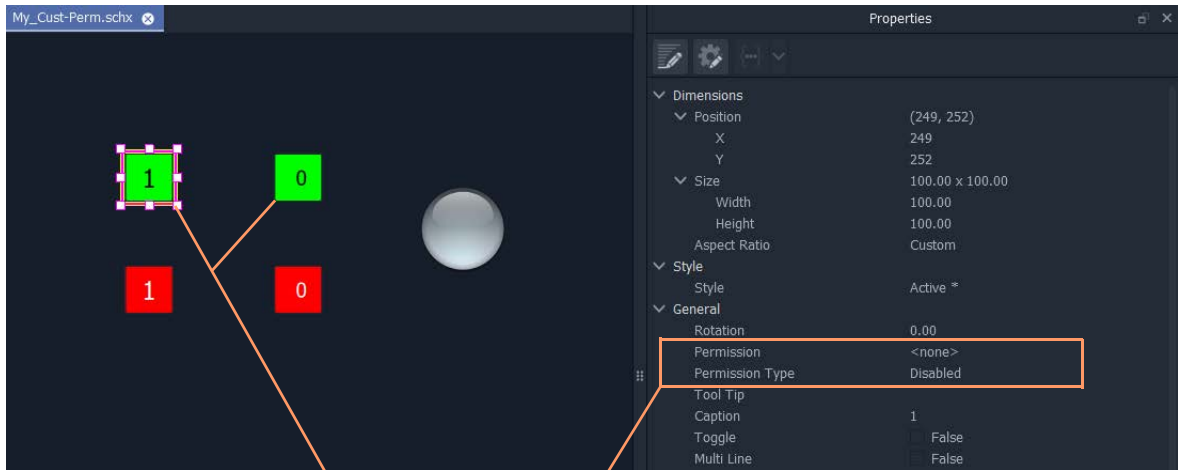 My_Cust-Perm.schx
1
0
1
0
Properties
Dimensions
Position (249, 252)
X 249
Y 252
Size 100.00 x 100.00
Width 100.00
Height 100.00
Aspect Ratio Custom
Style
Style Active *
General
Rotation 0.00
Permission <none>
Permission Type Disabled
Tool Tip
Caption 1
Toggle False
Multi Line False